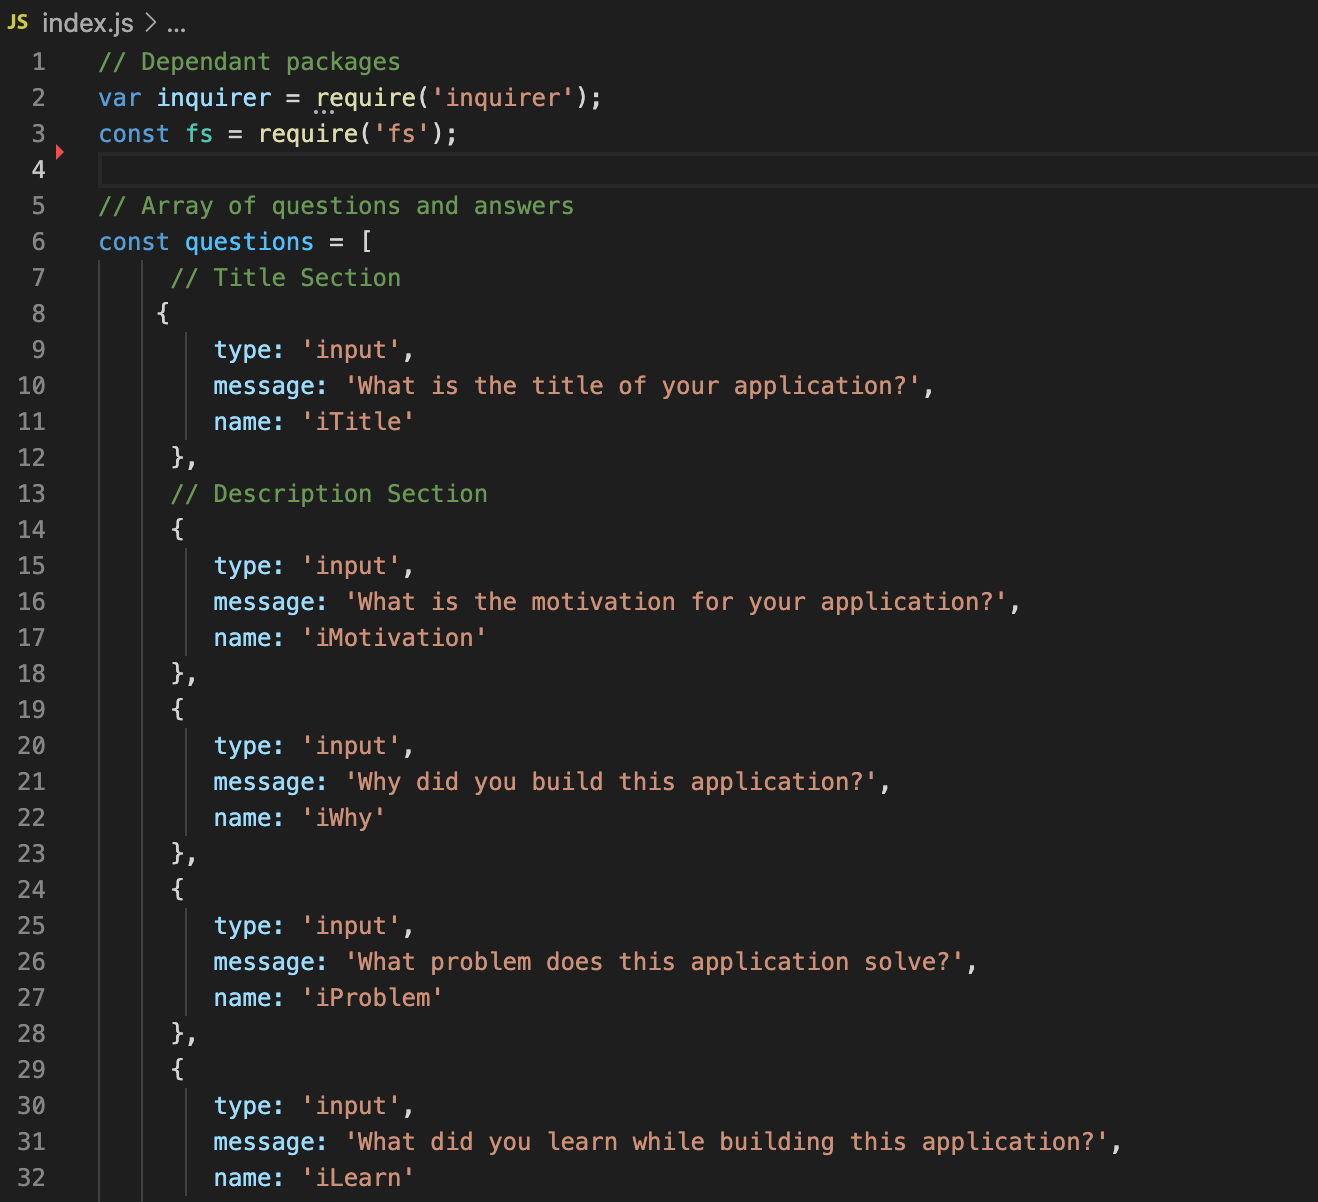 JS index.js > ...
1 // Dependant packages
2 var inquirer = require('inquirer');
3 const fs = require('fs');
4
5 // Array of questions and answers
6 const questions = [
7 // Title Section
8 {
9 type: 'input',
10 message: 'What is the title of your application?',
11 name: 'iTitle'
12 },
13 // Description Section
14 {
15 type: 'input',
16 message: 'What is the motivation for your application?',
17 name: 'iMotivation'
18 },
19 {
20 type: 'input',
21 message: 'Why did you build this application?',
22 name: 'iWhy'
23 },
24 {
25 type: 'input',
26 message: 'What problem does this application solve?',
27 name: 'iProblem'
28 },
29 {
30 type: 'input',
31 message: 'What did you learn while building this application?',
32 name: 'iLearn'